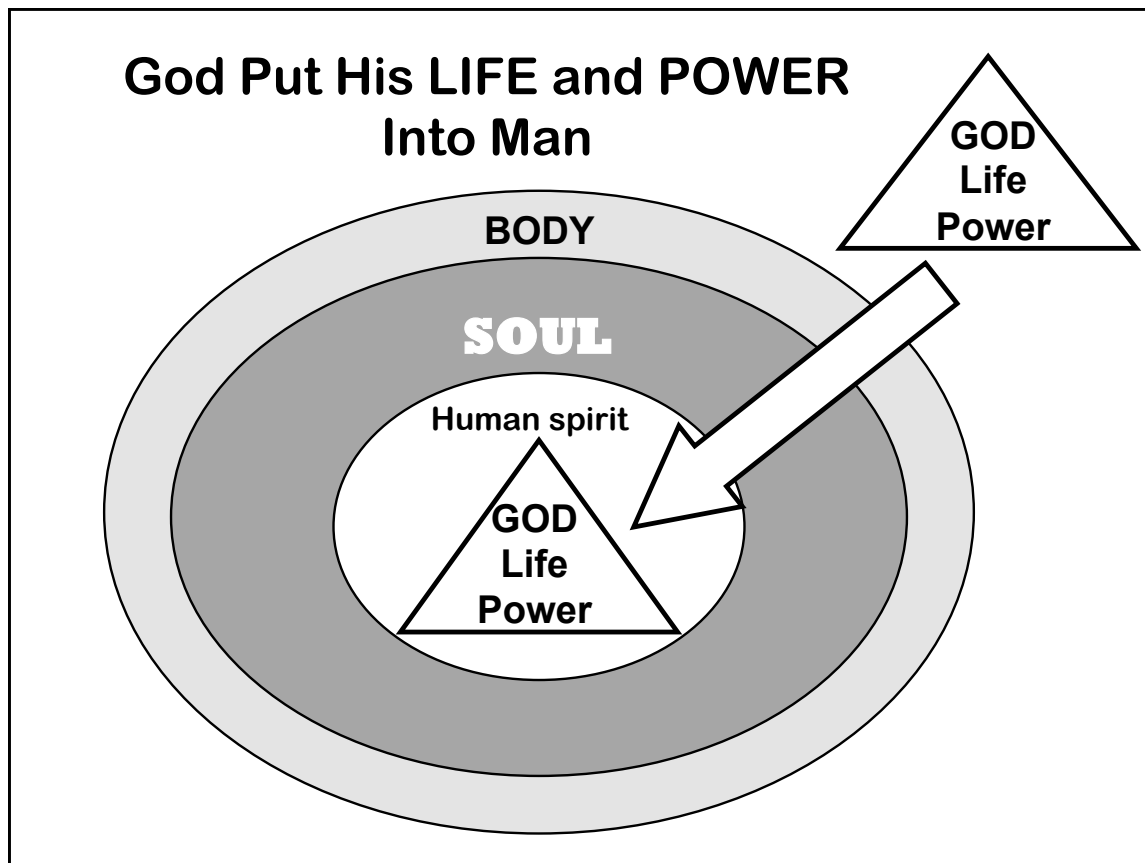 God Put His LIFE and POWER
Into Man
GOD
Life
Power
BODY
SOUL
Human spirit
GOD
Life
Power